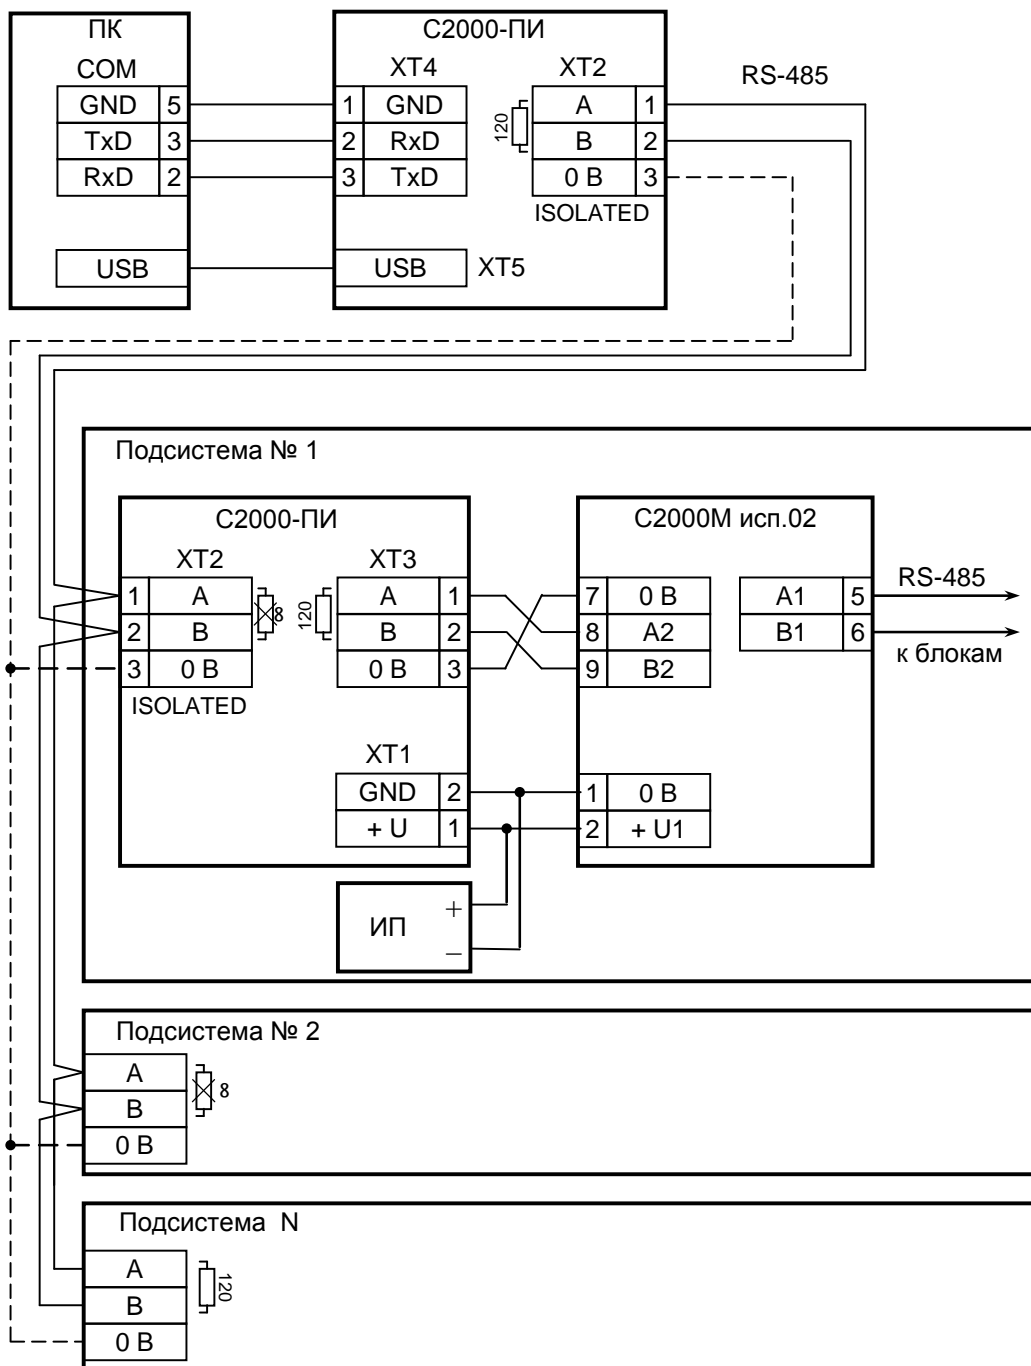 ПК
COM
GND 5
TxD 3
RxD 2
USB
С2000-ПИ
XT4
1 GND
2 RxD
3 TxD
USB XT5
120
XT2
A 1
B 2
0 В 3
ISOLATED
RS-485
Подсистема № 1
С2000-ПИ
XT2
1 A
2 B
3 0 В
ISOLATED
8
120
XT3
A 1
B 2
0 В 3
XT1
GND 2
+ U 1
ИП
+
–
С2000М исп.02
7 0 В
8 A2
9 B2
A1 5
B1 6
1 0 В
2 + U1
RS-485
к блокам
Подсистема № 2
A
B
0 В
8
Подсистема N
A
B
0 В
120